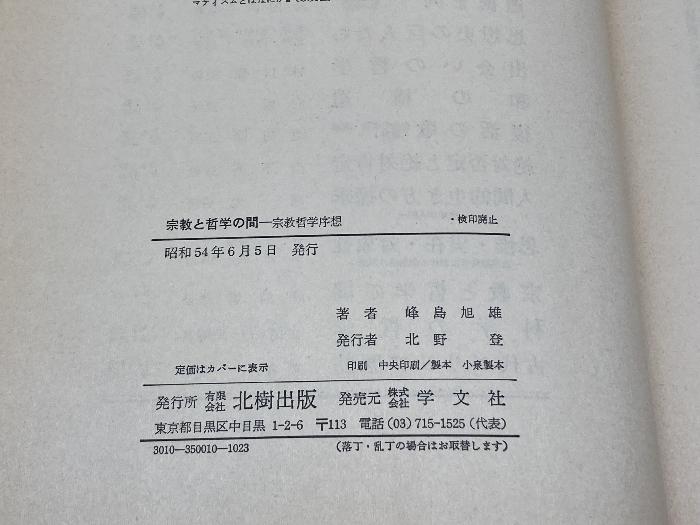 宗教と哲学の間—宗教哲学序想 ・検印廃止
昭和54年6月5日 発行
著者 峰島旭雄
発行者 北野登
定価はカバーに表示 印刷 中央印刷／製本 小泉製本
発行所 有限会社 北樹出版 発売元 株式会社 学文社
東京都目黒区中目黒 1-2-6 〒113 電話(03)715-1525(代表)
3010—350010—1023 (落丁・乱丁の場合はお取替します)